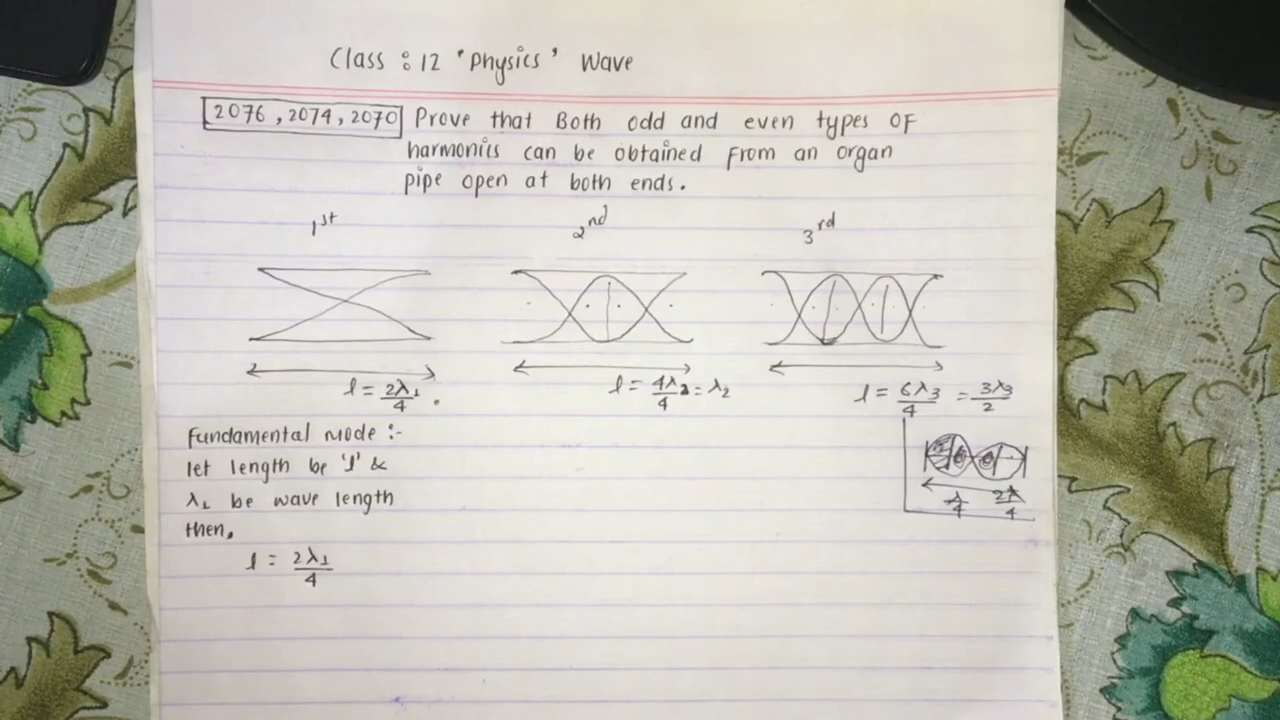 Class : 12 'Physics' Wave
2076, 2074, 2070 Prove that Both odd and even types OF
harmonics can be obtained From an organ
pipe open at both ends.
1st 2nd 3rd
l = 2λ1/4 . l = 4λ2/4 = λ2 l = 6λ3/4 = 3λ3/2
Fundamental Mode :-
let length be 'l' &
λ1 be wave length
then,
l = 2λ1/4
λ/4 2λ/4